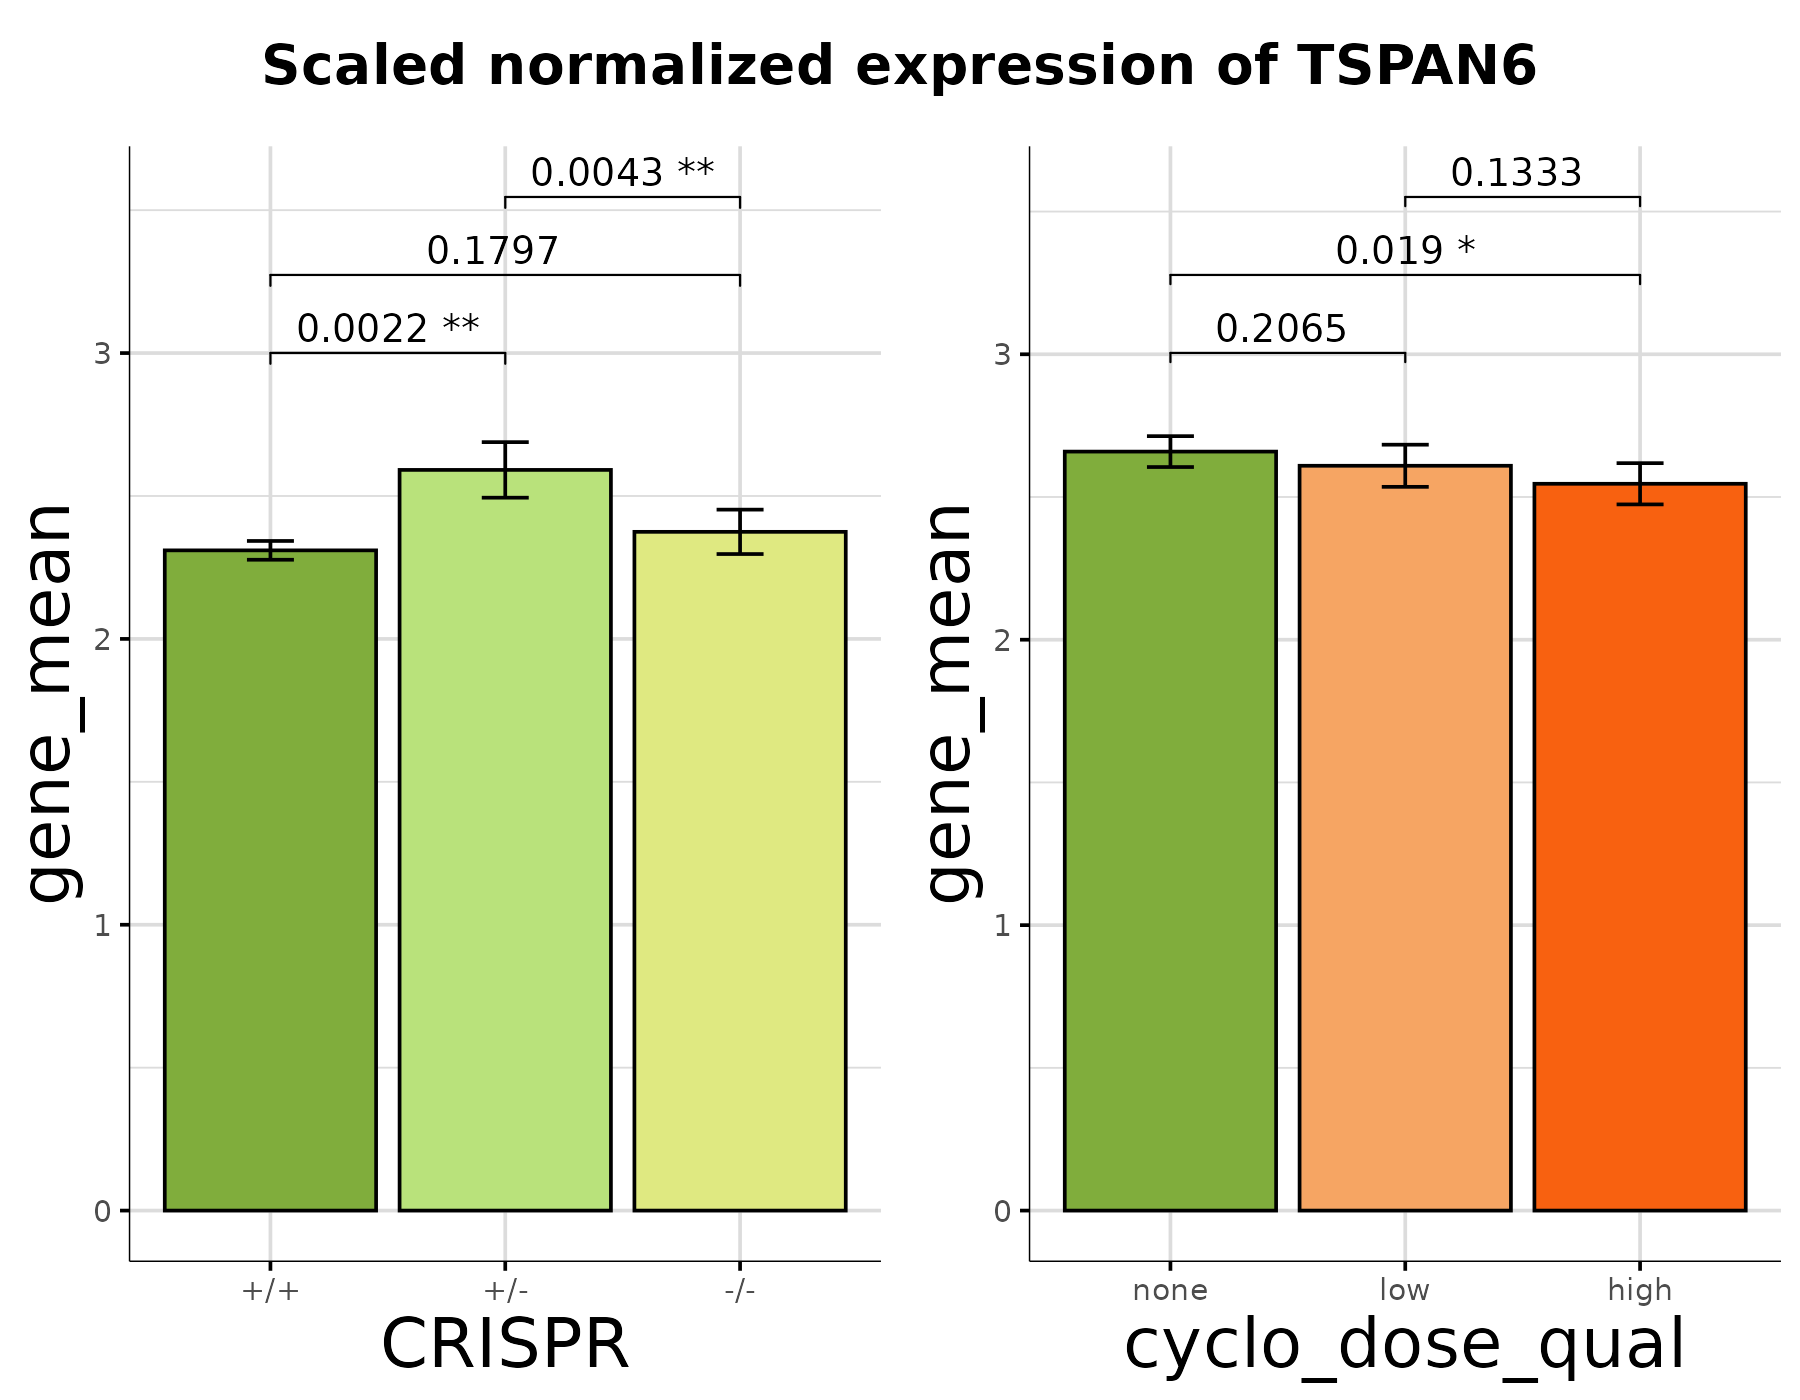 Scaled normalized expression of TSPAN6
gene_mean
3
2
1
0
0.0043 **
0.1797
0.0022 **
+/+ +/- -/-
CRISPR
gene_mean
3
2
1
0
0.1333
0.019 *
0.2065
none low high
cyclo_dose_qual